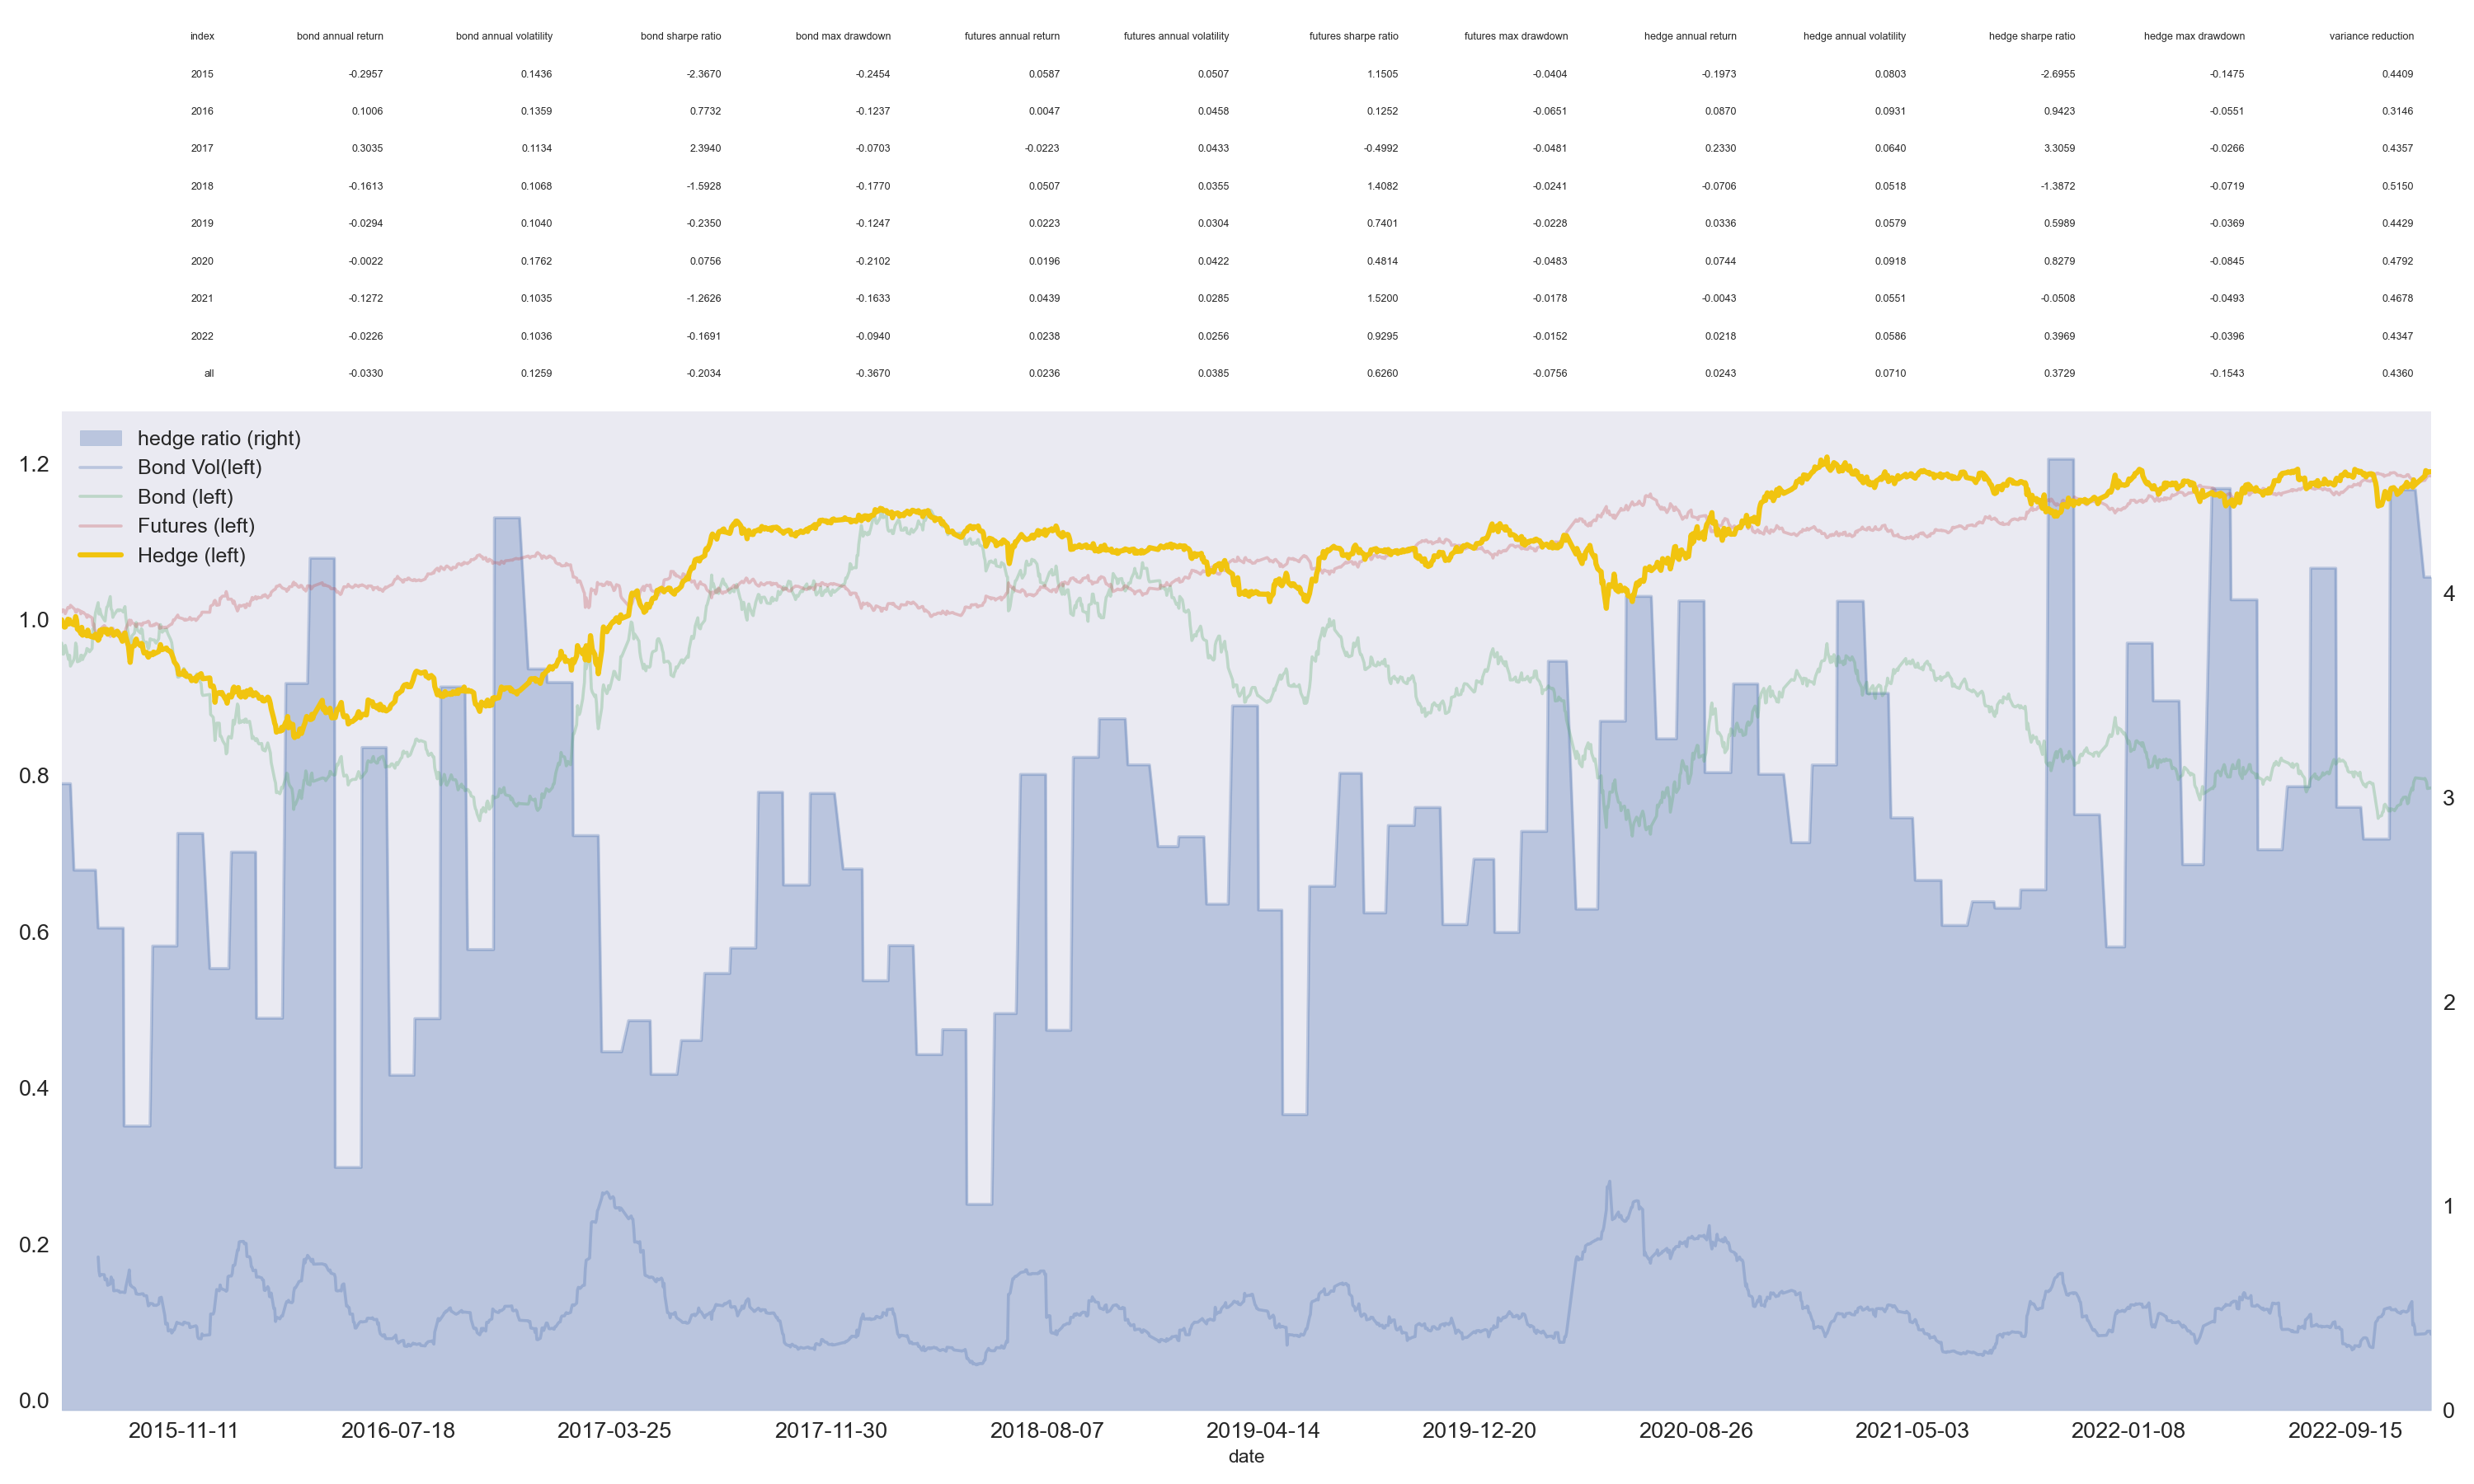 index bond annual return bond annual volatility bond sharpe ratio bond max drawdown futures annual return futures annual volatility futures sharpe ratio futures max drawdown hedge annual return hedge annual volatility hedge sharpe ratio hedge max drawdown variance reduction
2015 -0.2957 0.1436 -2.3670 -0.2454 0.0587 0.0507 1.1505 -0.0404 -0.1973 0.0803 -2.6955 -0.1475 0.4409
2016 0.1006 0.1359 0.7732 -0.1237 0.0047 0.0458 0.1252 -0.0651 0.0870 0.0931 0.9423 -0.0551 0.3146
2017 0.3035 0.1134 2.3940 -0.0703 -0.0223 0.0433 -0.4992 -0.0481 0.2330 0.0640 3.3059 -0.0266 0.4357
2018 -0.1613 0.1068 -1.5928 -0.1770 0.0507 0.0355 1.4082 -0.0241 -0.0706 0.0518 -1.3872 -0.0719 0.5150
2019 -0.0294 0.1040 -0.2350 -0.1247 0.0223 0.0304 0.7401 -0.0228 0.0336 0.0579 0.5989 -0.0369 0.4429
2020 -0.0022 0.1762 0.0756 -0.2102 0.0196 0.0422 0.4814 -0.0483 0.0744 0.0918 0.8279 -0.0845 0.4792
2021 -0.1272 0.1035 -1.2626 -0.1633 0.0439 0.0285 1.5200 -0.0178 -0.0043 0.0551 -0.0508 -0.0493 0.4678
2022 -0.0226 0.1036 -0.1691 -0.0940 0.0238 0.0256 0.9295 -0.0152 0.0218 0.0586 0.3969 -0.0396 0.4347
all -0.0330 0.1259 -0.2034 -0.3670 0.0236 0.0385 0.6260 -0.0756 0.0243 0.0710 0.3729 -0.1543 0.4360
hedge ratio (right)
Bond Vol(left)
Bond (left)
Futures (left)
Hedge (left)
1.2
1.0
0.8
0.6
0.4
0.2
0.0
4
3
2
1
0
2015-11-11 2016-07-18 2017-03-25 2017-11-30 2018-08-07 2019-04-14 2019-12-20 2020-08-26 2021-05-03 2022-01-08 2022-09-15
date